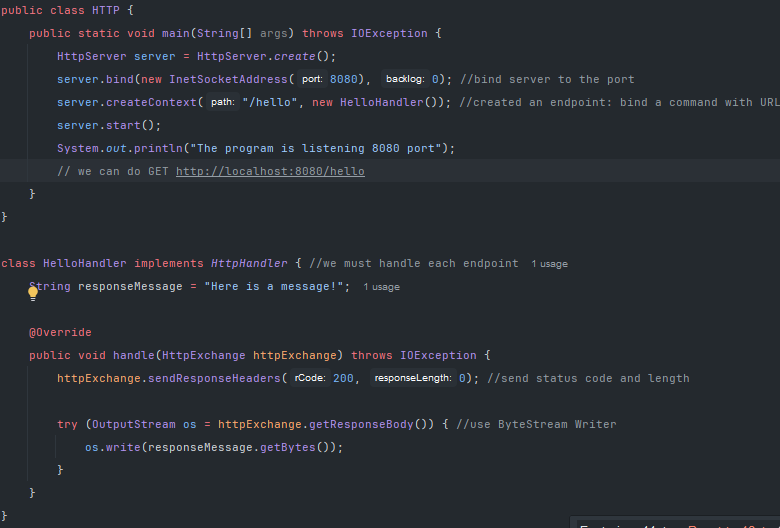 public class HTTP {
public static void main(String[] args) throws IOException {
HttpServer server = HttpServer.create();
server.bind(new InetSocketAddress( port: 8080), backlog: 0); //bind server to the port
server.createContext( path: "/hello", new HelloHandler()); //created an endpoint: bind a command with URL
server.start();
System.out.println("The program is listening 8080 port");
// we can do GET http://localhost:8080/hello
}
}
class HelloHandler implements HttpHandler { //we must handle each endpoint 1 usage
String responseMessage = "Here is a message!"; 1 usage
@Override
public void handle(HttpExchange httpExchange) throws IOException {
httpExchange.sendResponseHeaders( rCode: 200, responseLength: 0); //send status code and length
try (OutputStream os = httpExchange.getResponseBody()) { //use ByteStream Writer
os.write(responseMessage.getBytes());
}
}
}